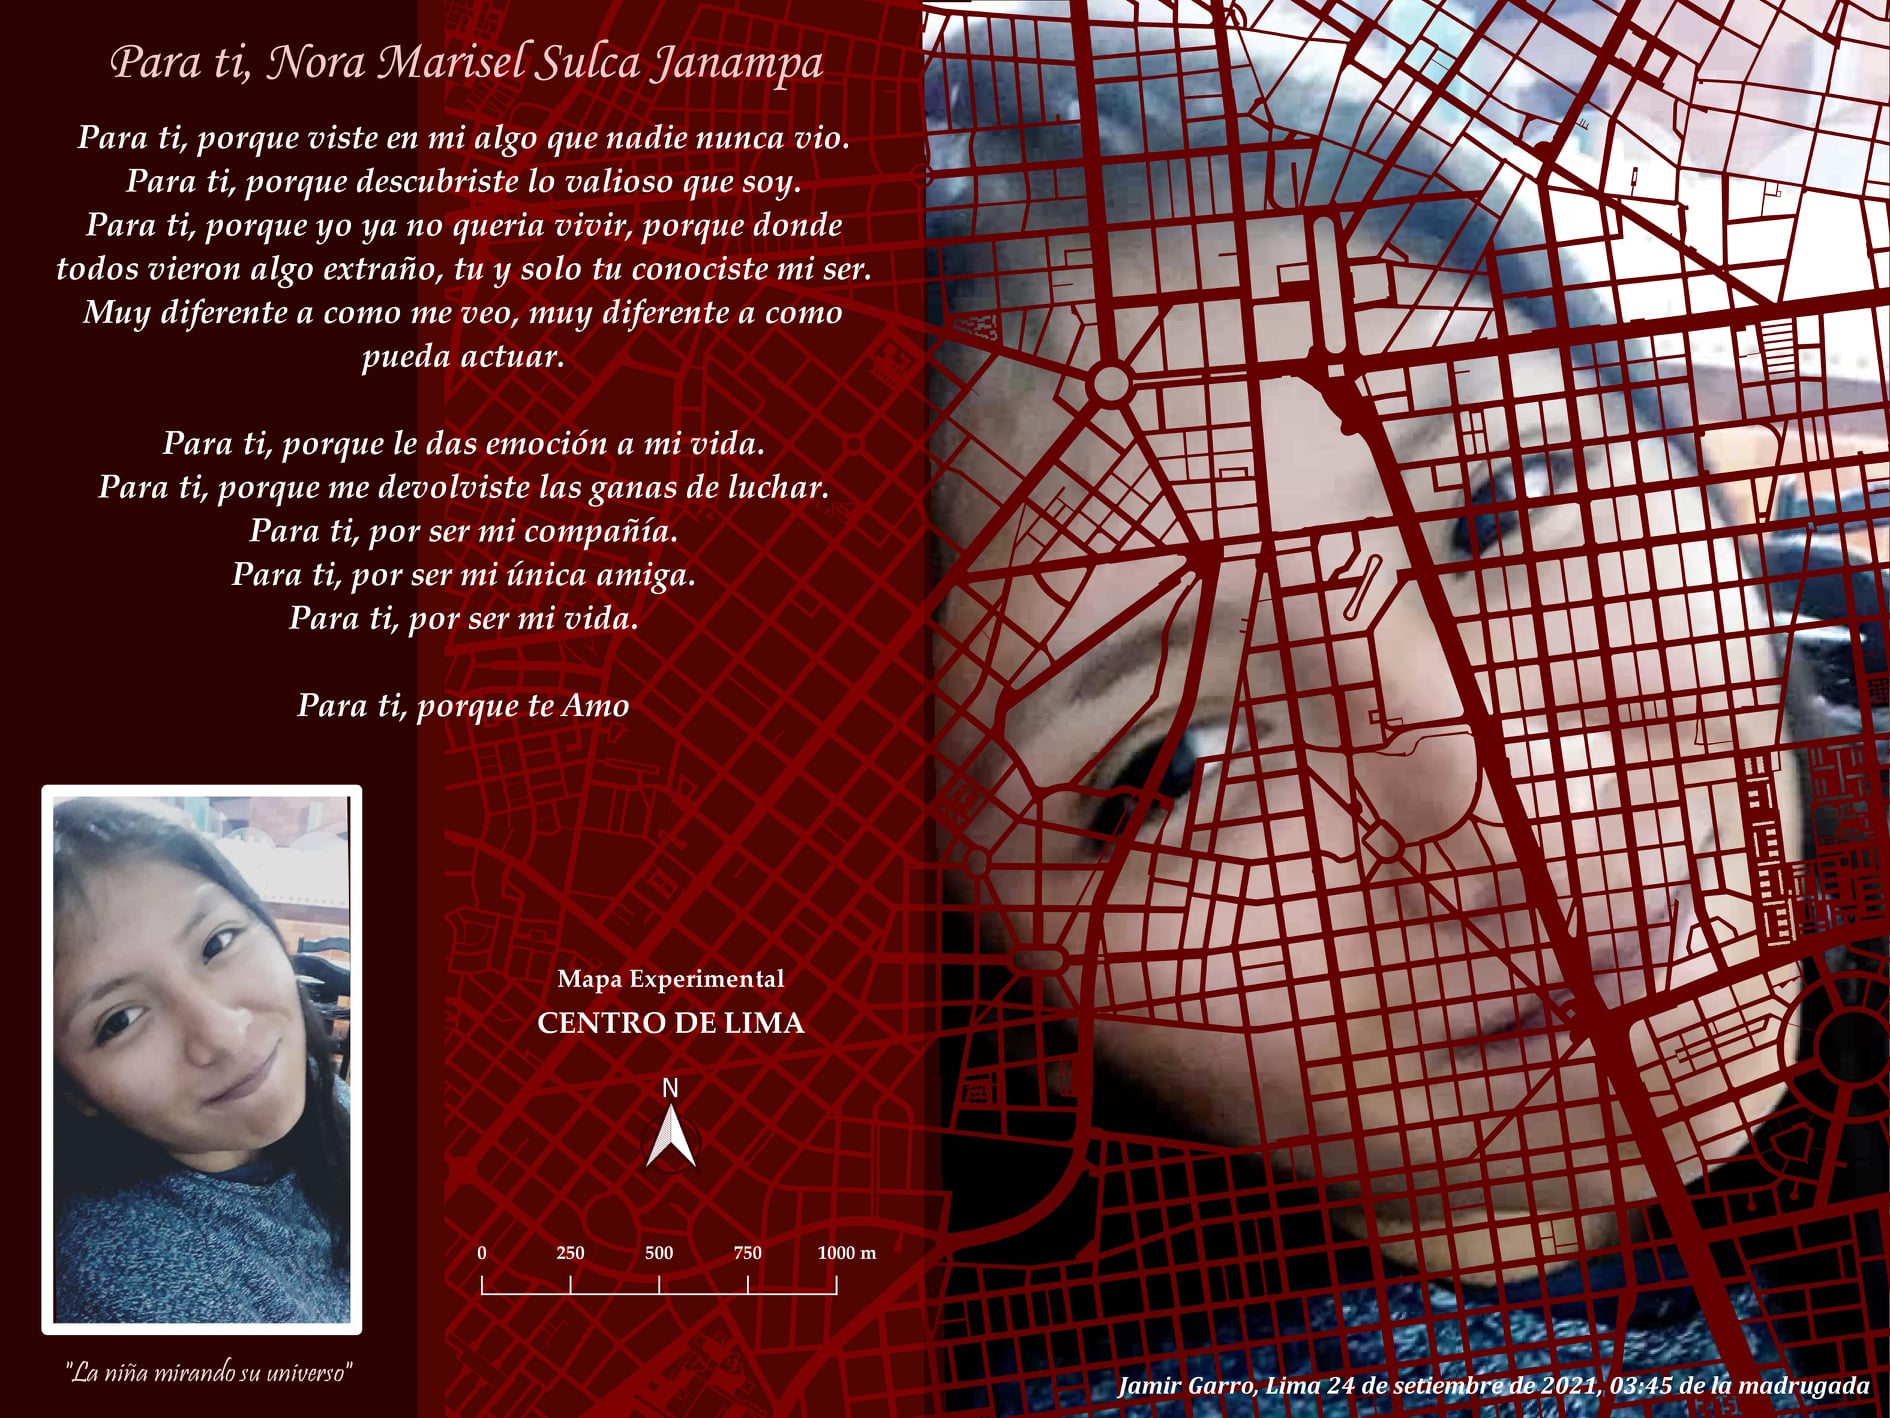 Para ti, Nora Marisel Sulca Janampa
Para ti, porque viste en mi algo que nadie nunca vio.
Para ti, porque descubriste lo valioso que soy.
Para ti, porque yo ya no queria vivir, porque donde
todos vieron algo extraño, tu y solo tu conociste mi ser.
Muy diferente a como me veo, muy diferente a como
pueda actuar.
Para ti, porque le das emoción a mi vida.
Para ti, porque me devolviste las ganas de luchar.
Para ti, por ser mi compañía.
Para ti, por ser mi única amiga.
Para ti, por ser mi vida.
Para ti, porque te Amo
"La niña mirando su universo"
Mapa Experimental
CENTRO DE LIMA
N
0 250 500 750 1000 m
Jamir Garro, Lima 24 de setiembre de 2021, 03:45 de la madrugada